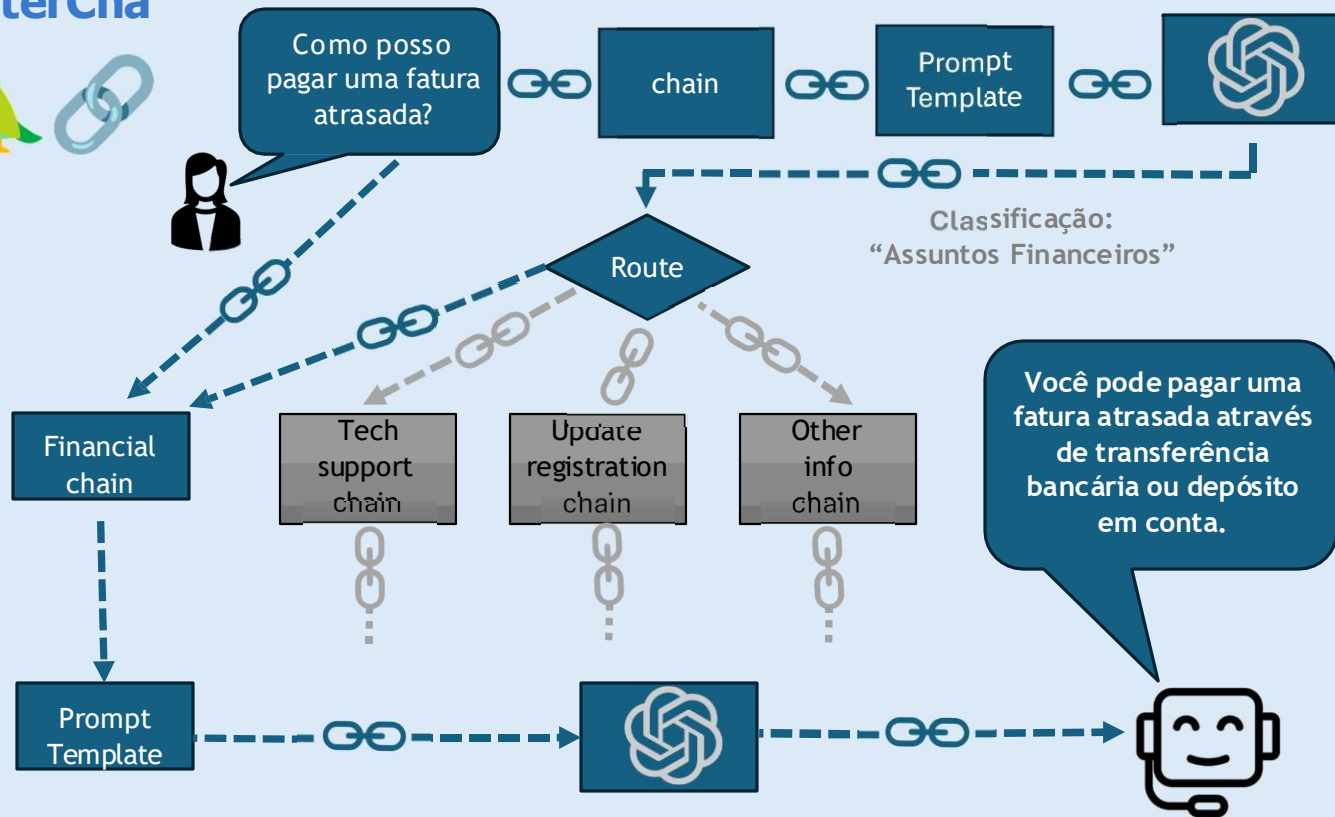 terCha
Como posso
pagar uma fatura
atrasada?
chain
Prompt
Template
Classificação:
“Assuntos Financeiros”
Route
Financial
chain
Tech
support
chain
Update
registration
chain
Other
info
chain
Você pode pagar uma
fatura atrasada através
de transferência
bancária ou depósito
em conta.
Prompt
Template